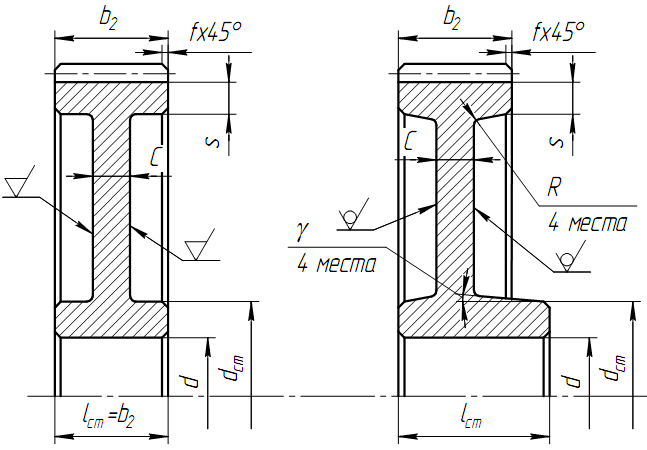 b₂
fx45°
s
C
d
dст
lст=b₂
b₂
fx45°
s
C
R
4 места
γ
4 места
d
dст
lст